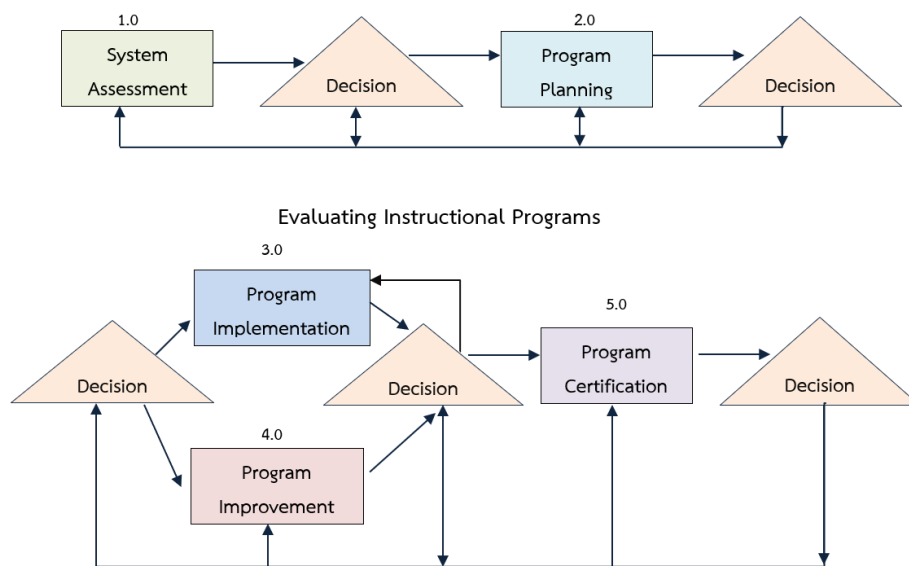 1.0
System
Assessment
Decision
2.0
Program
Planning
Decision
Evaluating Instructional Programs
3.0
Program
Implementation
Decision
4.0
Program
Improvement
Decision
5.0
Program
Certification
Decision